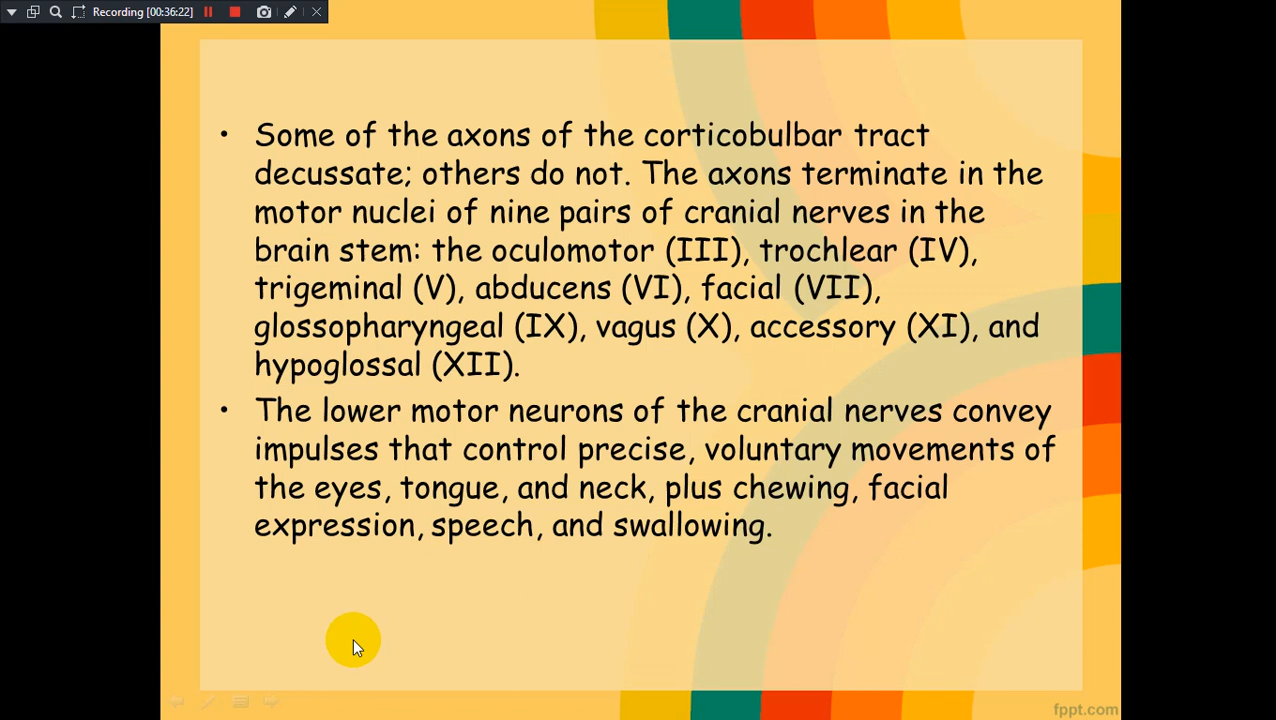 Recording [00:36:22]
• Some of the axons of the corticobulbar tract
decussate; others do not. The axons terminate in the
motor nuclei of nine pairs of cranial nerves in the
brain stem: the oculomotor (III), trochlear (IV),
trigeminal (V), abducens (VI), facial (VII),
glossopharyngeal (IX), vagus (X), accessory (XI), and
hypoglossal (XII).
• The lower motor neurons of the cranial nerves convey
impulses that control precise, voluntary movements of
the eyes, tongue, and neck, plus chewing, facial
expression, speech, and swallowing.
fppt.com